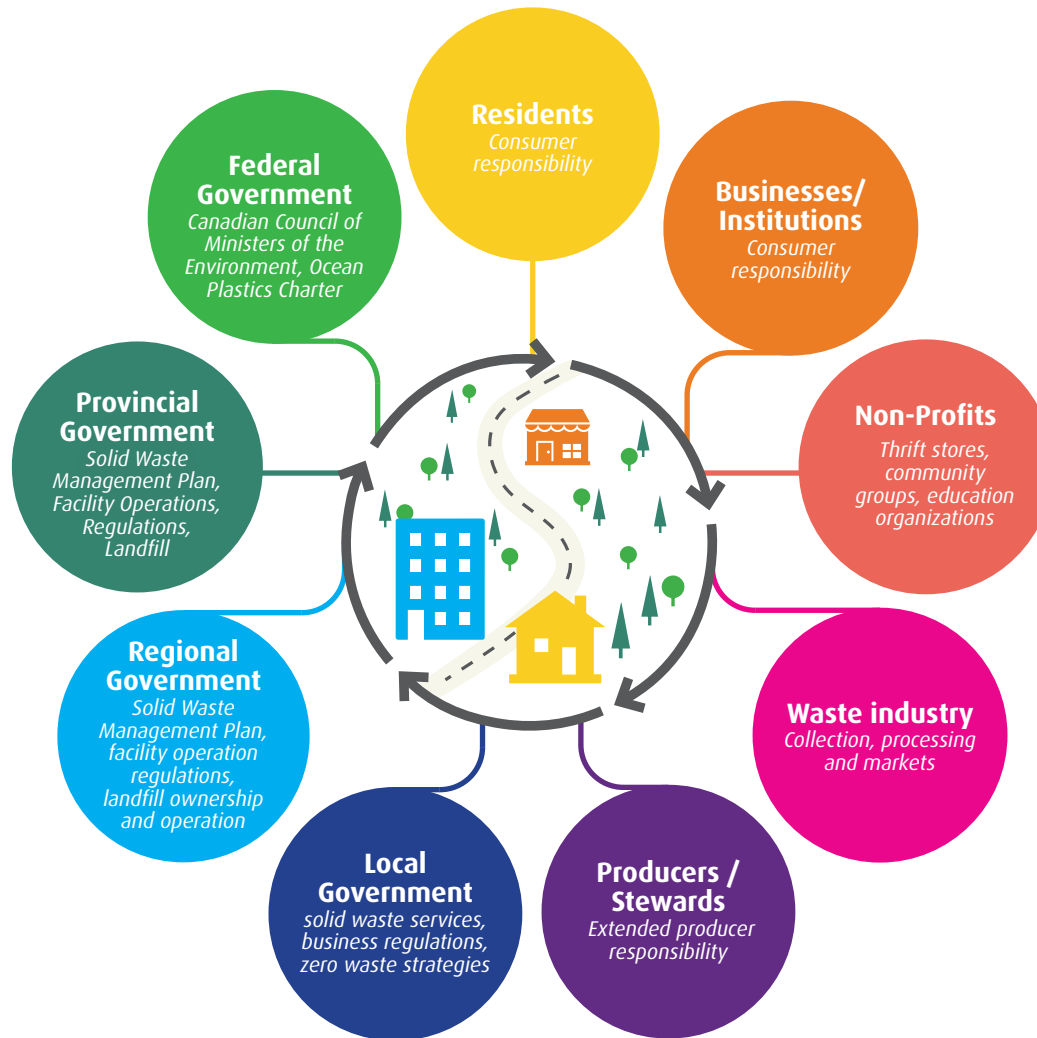 Residents
Consumer
responsibility
Businesses/
Institutions
Consumer
responsibility
Non-Profits
Thrift stores,
community
groups, education
organizations
Waste industry
Collection, processing
and markets
Producers /
Stewards
Extended producer
responsibility
Local
Government
solid waste services,
business regulations,
zero waste strategies
Regional
Government
Solid Waste
Management Plan,
facility operation
regulations,
landfill ownership
and operation
Provincial
Government
Solid Waste
Management Plan,
Facility Operations,
Regulations,
Landfill
Federal
Government
Canadian Council of
Ministers of the
Environment, Ocean
Plastics Charter